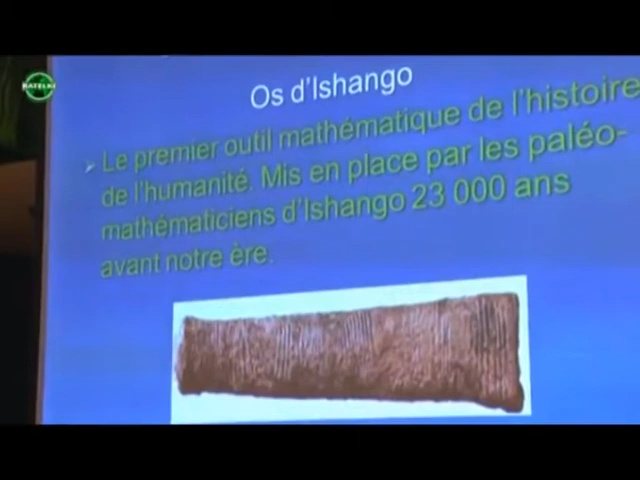 BATELKI
Os d'Ishango
➢ Le premier outil mathématique de l'histoire
de l'humanité. Mis en place par les paléo-
mathématiciens d'Ishango 23 000 ans
avant notre ère.